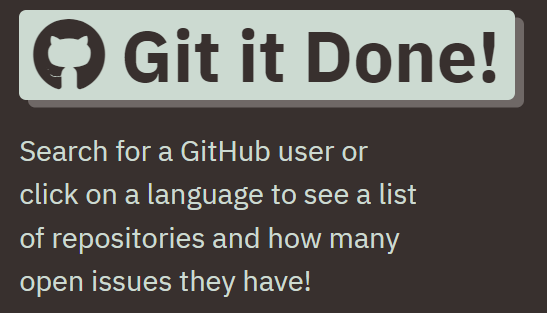 Git it Done!
Search for a GitHub user or
click on a language to see a list
of repositories and how many
open issues they have!